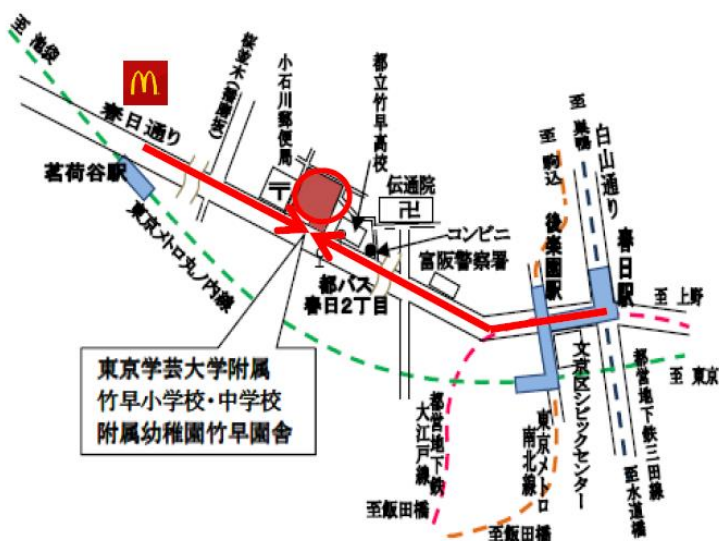 至 池袋
桜並木(播磨坂)
小石川郵便局
都立竹早高校
至 巣鴨
白山通り
春日通り
至 駒込
茗荷谷駅
伝通院
卍
〒
コンビニ
後楽園駅
春日駅
東京メトロ丸ノ内線
富阪警察署
都バス
春日2丁目
至 上野
東京学芸大学附属
竹早小学校・中学校
附属幼稚園竹早園舎
至 東京
文京区シビックセンター
都営地下鉄三田線
都営地下鉄
大江戸線
東京メトロ
南北線
至飯田橋
至飯田橋
至水道橋